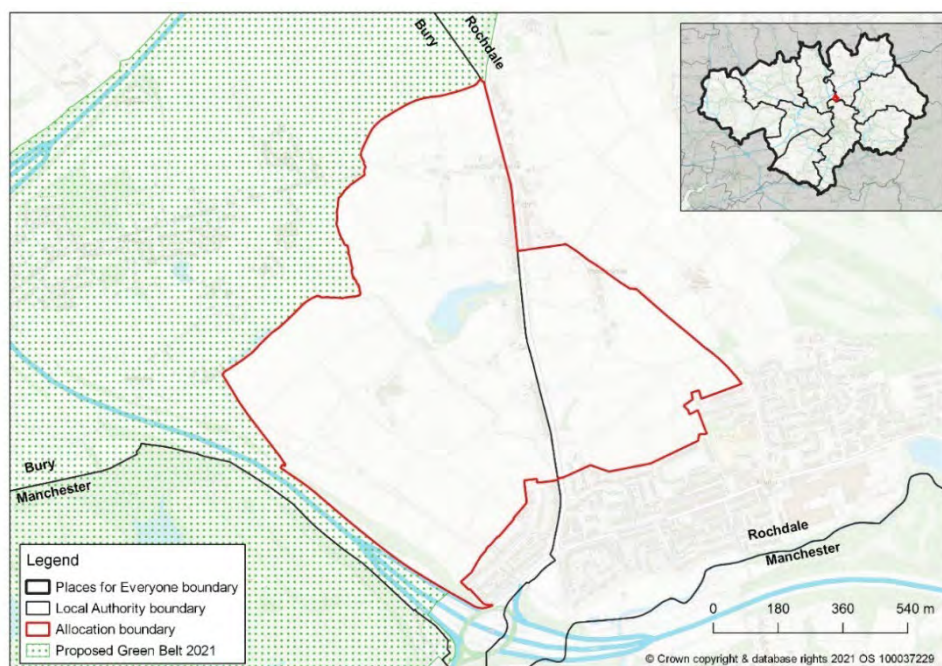 Bury
Rochdale
Bury
Manchester
Rochdale
Manchester
Legend
Places for Everyone boundary
Local Authority boundary
Allocation boundary
Proposed Green Belt 2021
0 180 360 540 m
© Crown copyright & database rights 2021 OS 100037229